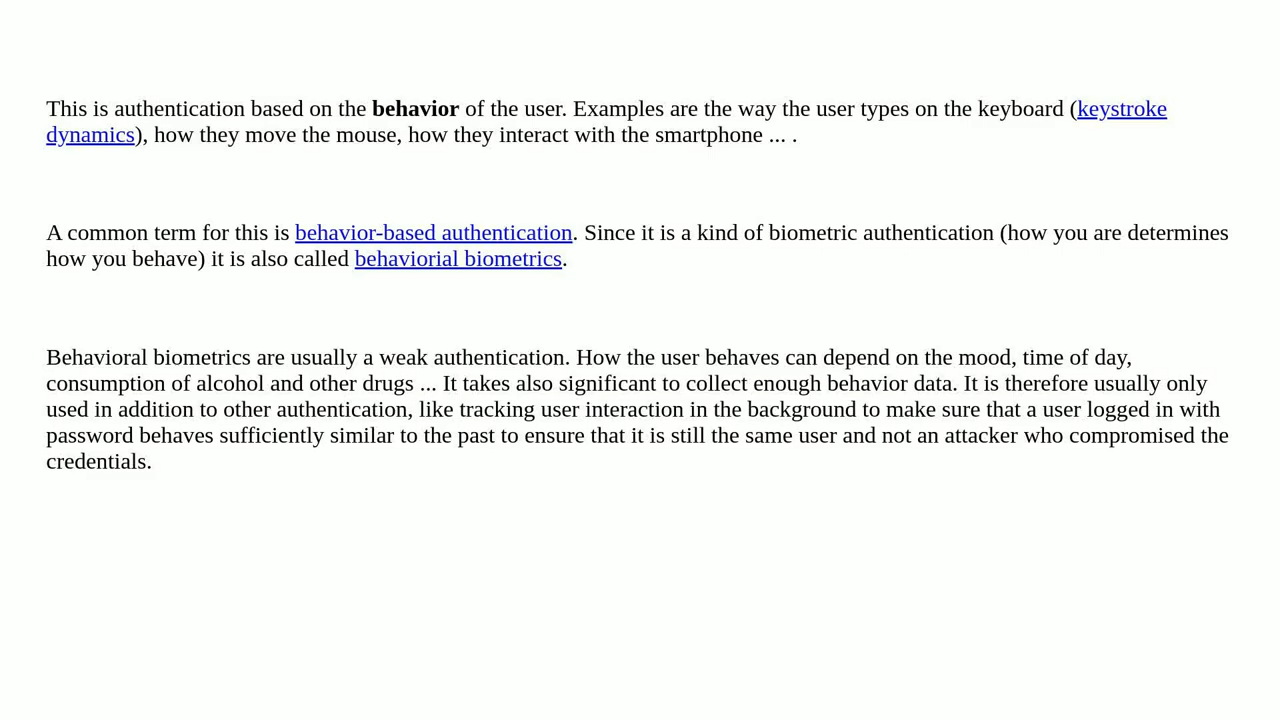 This is authentication based on the behavior of the user. Examples are the way the user types on the keyboard (keystroke
dynamics), how they move the mouse, how they interact with the smartphone ... .
A common term for this is behavior-based authentication. Since it is a kind of biometric authentication (how you are determines
how you behave) it is also called behaviorial biometrics.
Behavioral biometrics are usually a weak authentication. How the user behaves can depend on the mood, time of day,
consumption of alcohol and other drugs ... It takes also significant to collect enough behavior data. It is therefore usually only
used in addition to other authentication, like tracking user interaction in the background to make sure that a user logged in with
password behaves sufficiently similar to the past to ensure that it is still the same user and not an attacker who compromised the
credentials.